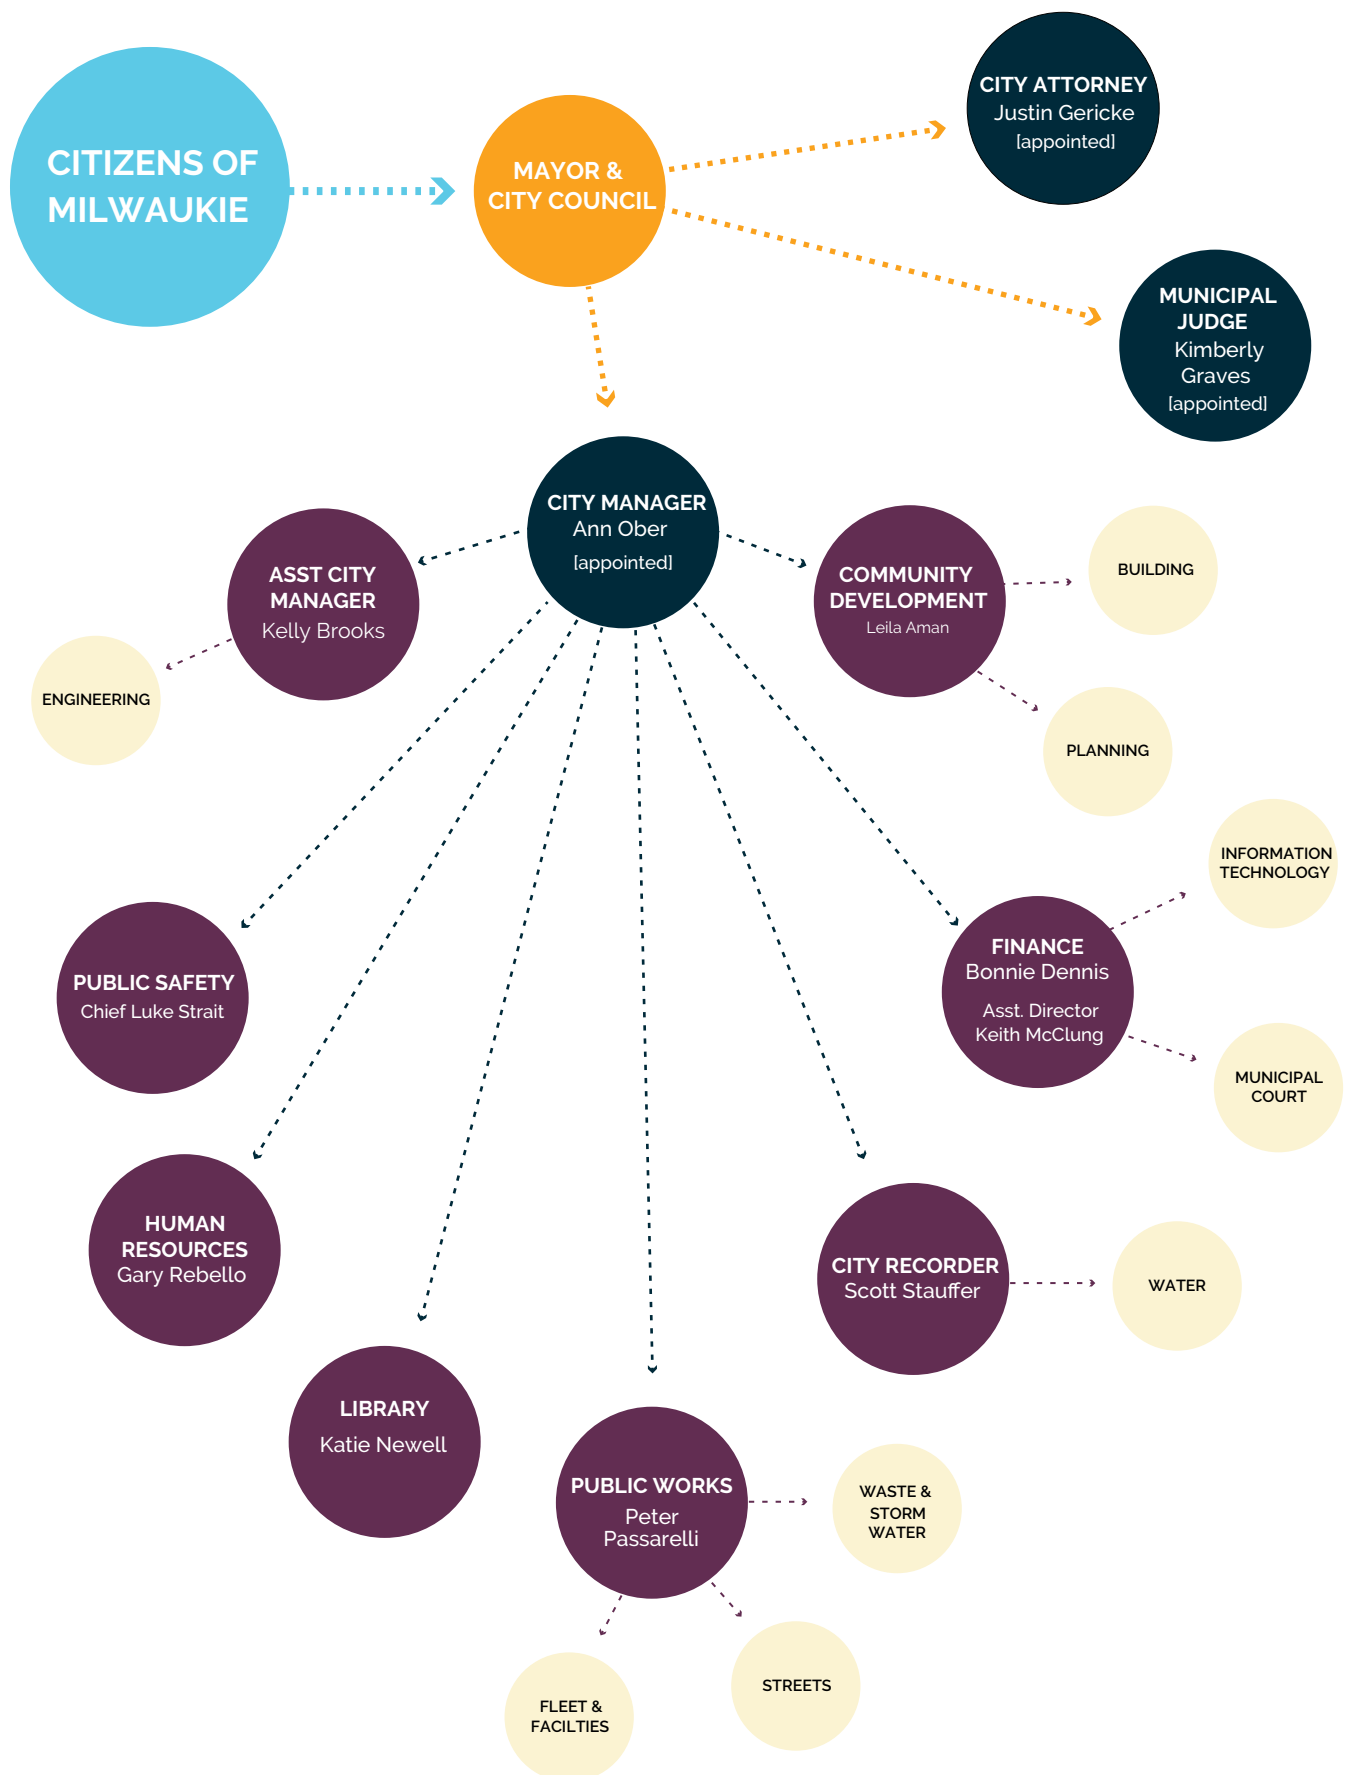 CITIZENS OF
MILWAUKIE
MAYOR &
CITY COUNCIL
CITY ATTORNEY
Justin Gericke
[appointed]
MUNICIPAL
JUDGE
Kimberly
Graves
[appointed]
CITY MANAGER
Ann Ober
[appointed]
ASST CITY
MANAGER
Kelly Brooks
ENGINEERING
COMMUNITY
DEVELOPMENT
Leila Aman
BUILDING
PLANNING
INFORMATION
TECHNOLOGY
FINANCE
Bonnie Dennis
Asst. Director
Keith McClung
MUNICIPAL
COURT
PUBLIC SAFETY
Chief Luke Strait
HUMAN
RESOURCES
Gary Rebello
CITY RECORDER
Scott Stauffer
WATER
LIBRARY
Katie Newell
PUBLIC WORKS
Peter
Passarelli
WASTE &
STORM
WATER
STREETS
FLEET &
FACILTIES